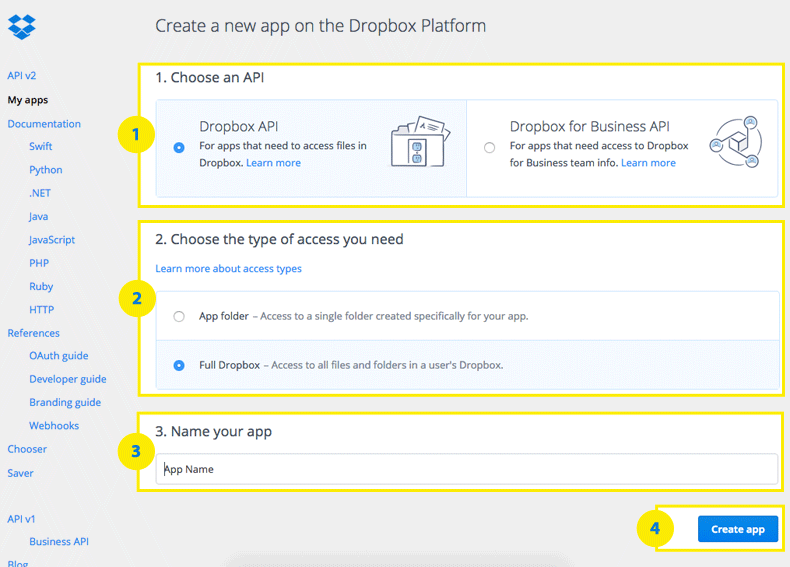 Create a new app on the Dropbox Platform
API v2
My apps
Documentation
Swift
Python
.NET
Java
JavaScript
PHP
Ruby
HTTP
References
OAuth guide
Developer guide
Branding guide
Webhooks
Chooser
Saver
API v1
Business API
Blog
1
1. Choose an API
Dropbox API
For apps that need to access files in
Dropbox. Learn more
Dropbox for Business API
For apps that need access to Dropbox
for Business team info. Learn more
2
2. Choose the type of access you need
Learn more about access types
App folder – Access to a single folder created specifically for your app.
Full Dropbox – Access to all files and folders in a user's Dropbox.
3
3. Name your app
App Name
4
Create app